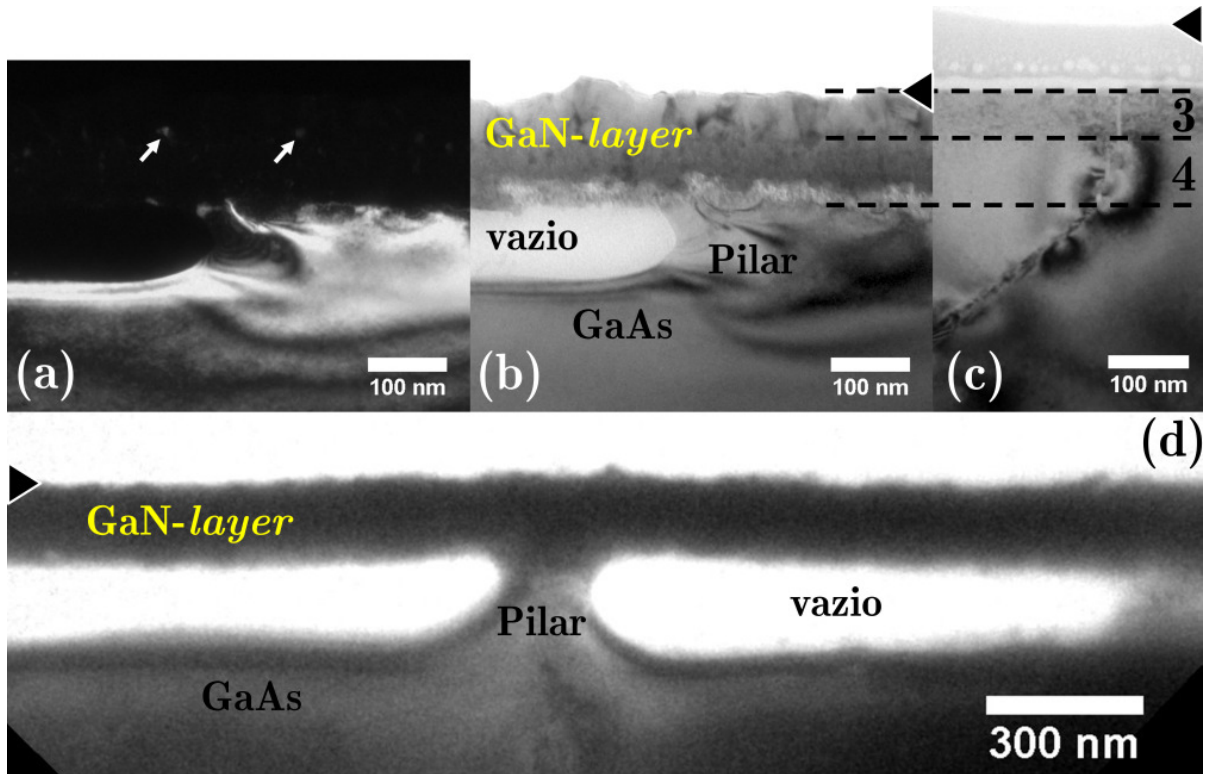 GaN-layer
vazio
Pilar
GaAs
(a)
100 nm
(b)
100 nm
3
4
(c)
100 nm
(d)
GaN-layer
vazio
Pilar
GaAs
300 nm